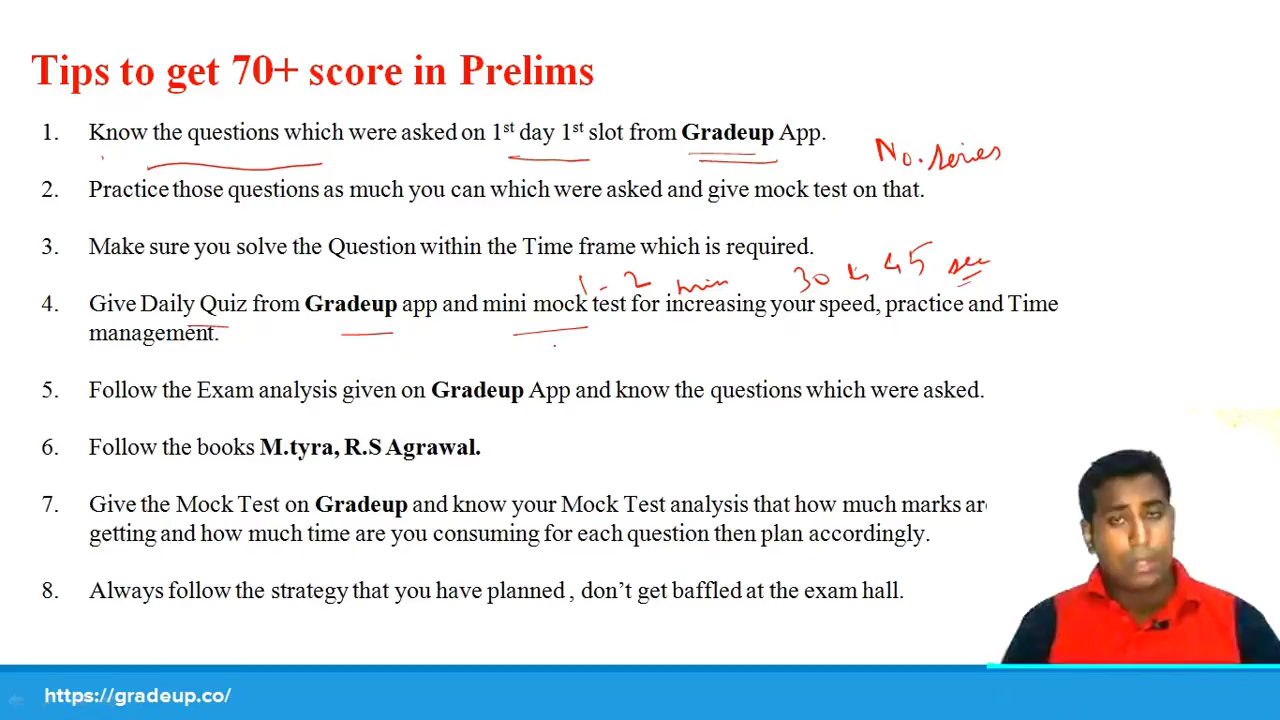 Tips to get 70+ score in Prelims
1. Know the questions which were asked on 1st day 1st slot from Gradeup App.
No. series
2. Practice those questions as much you can which were asked and give mock test on that.
3. Make sure you solve the Question within the Time frame which is required.
1 - 2 min 30 to 45 sec
4. Give Daily Quiz from Gradeup app and mini mock test for increasing your speed, practice and Time
management.
5. Follow the Exam analysis given on Gradeup App and know the questions which were asked.
6. Follow the books M.tyra, R.S Agrawal.
7. Give the Mock Test on Gradeup and know your Mock Test analysis that how much marks are
getting and how much time are you consuming for each question then plan accordingly.
8. Always follow the strategy that you have planned , don’t get baffled at the exam hall.
https://gradeup.co/